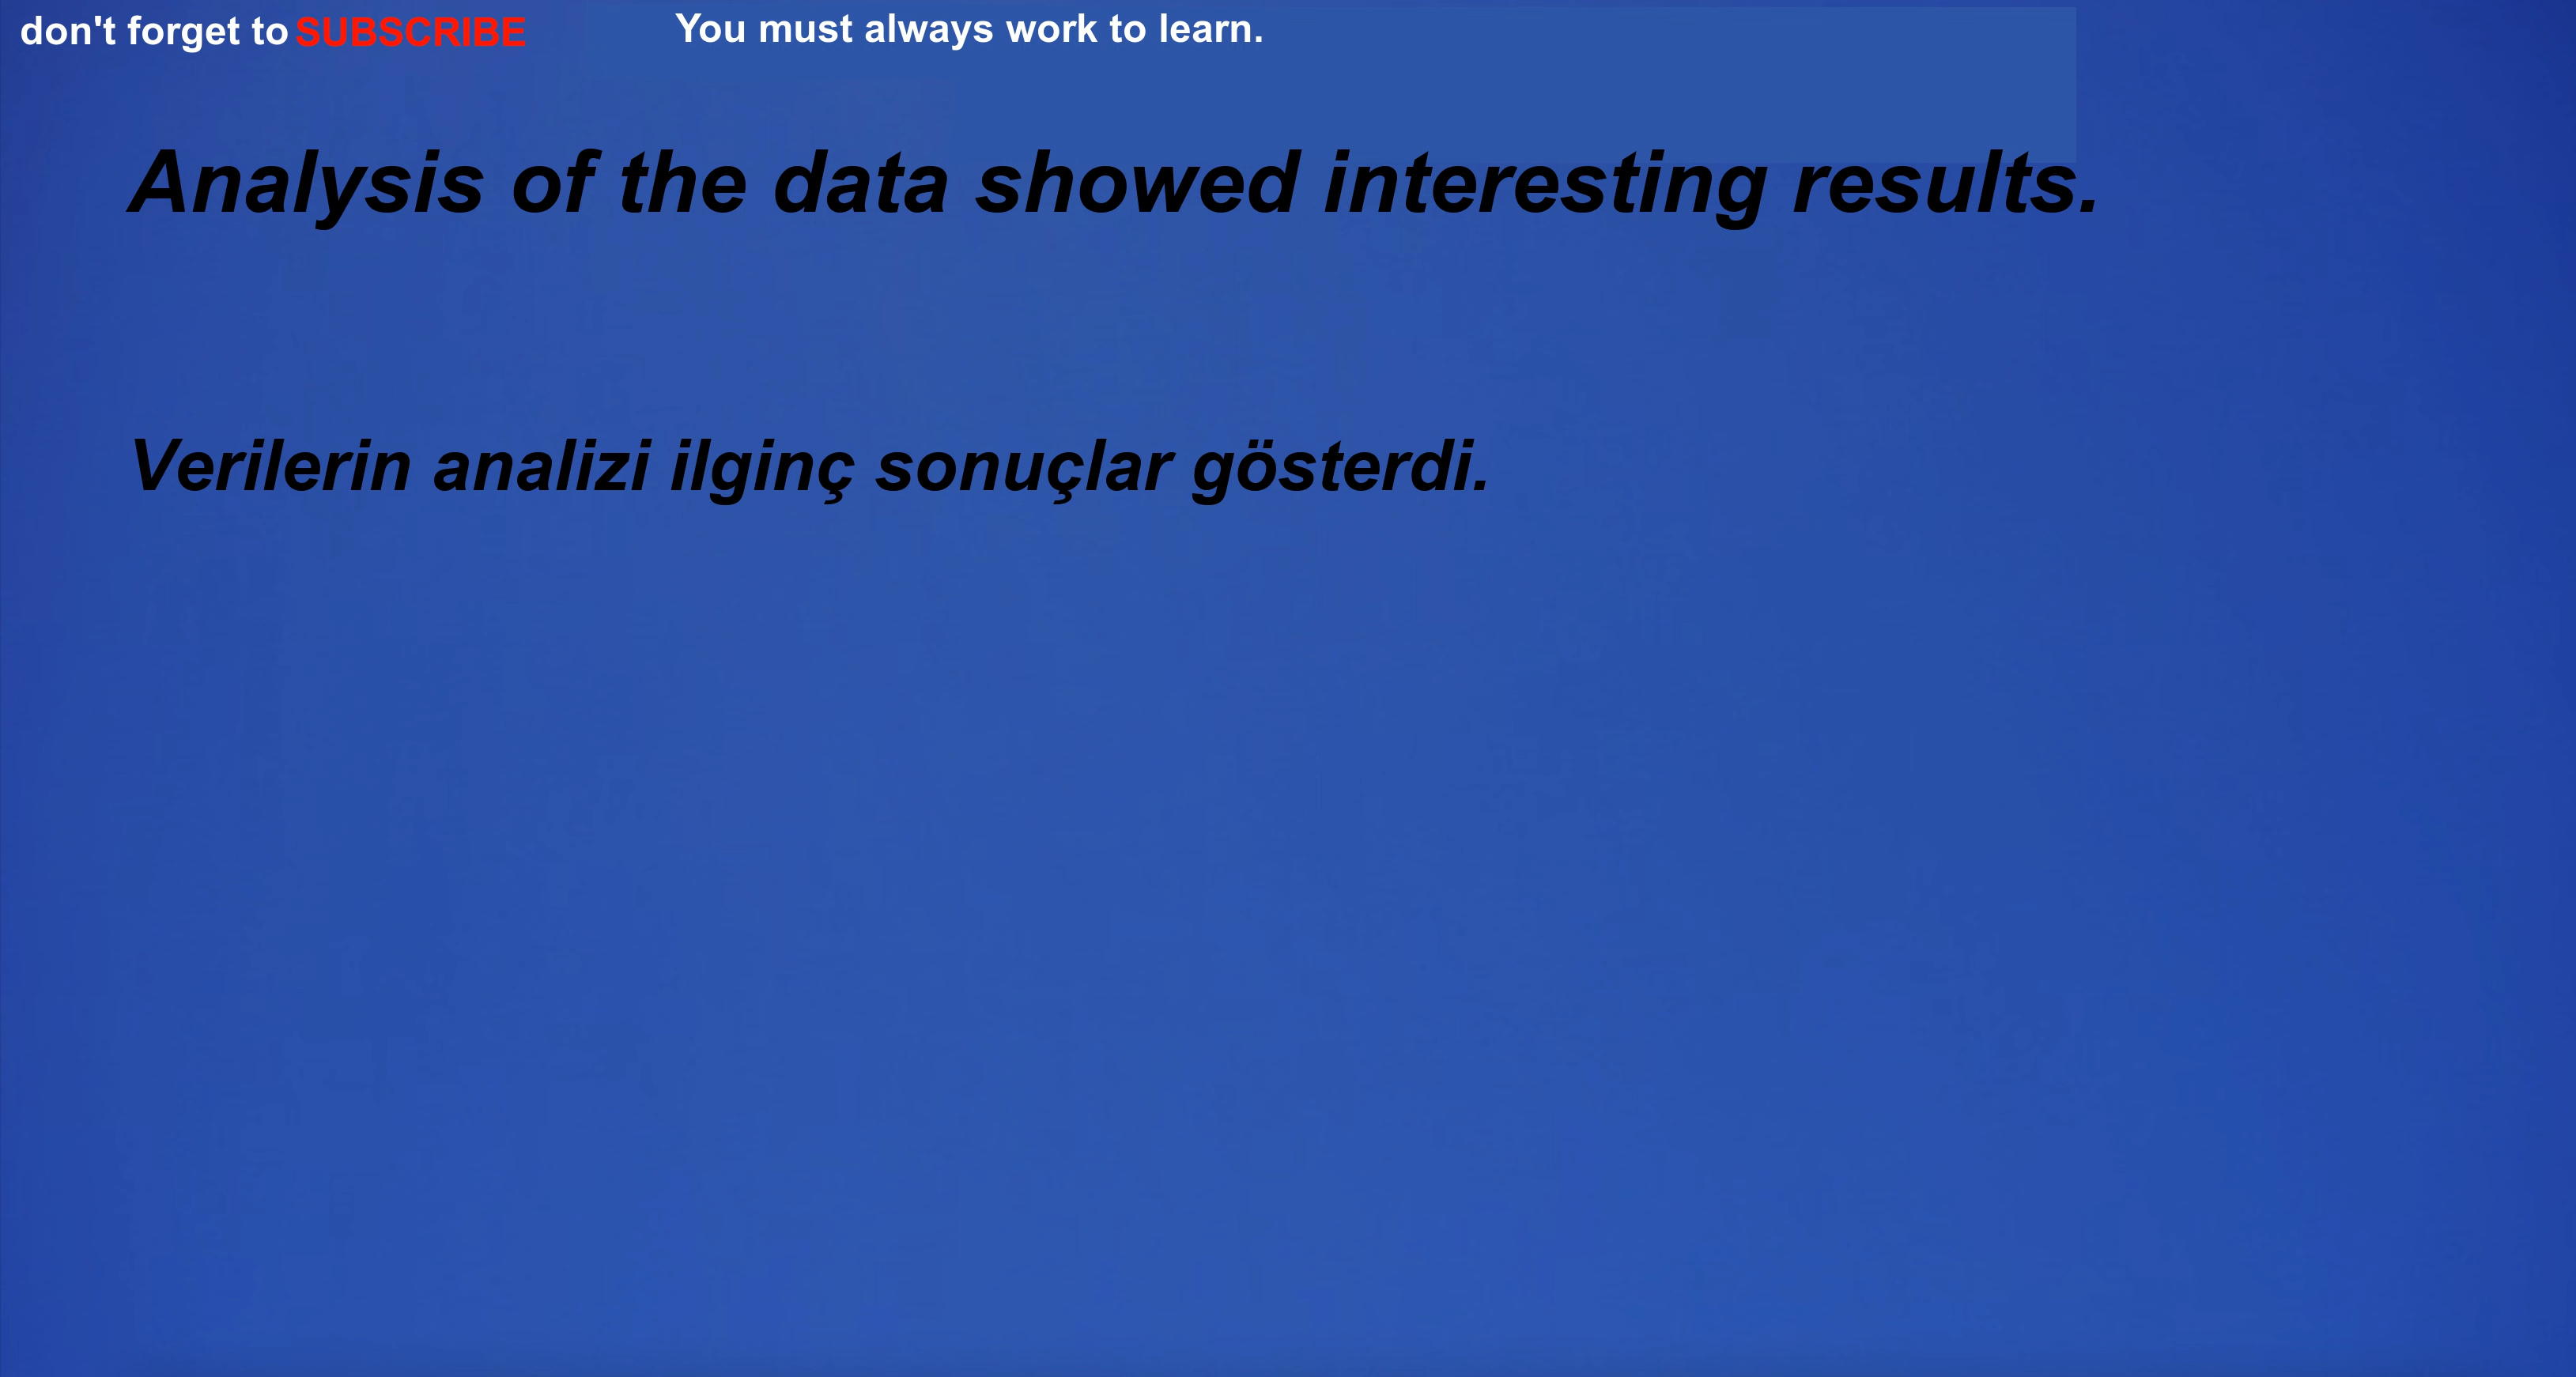 don't forget to SUBSCRIBE You must always work to learn.
Analysis of the data showed interesting results.
Verilerin analizi ilginç sonuçlar gösterdi.